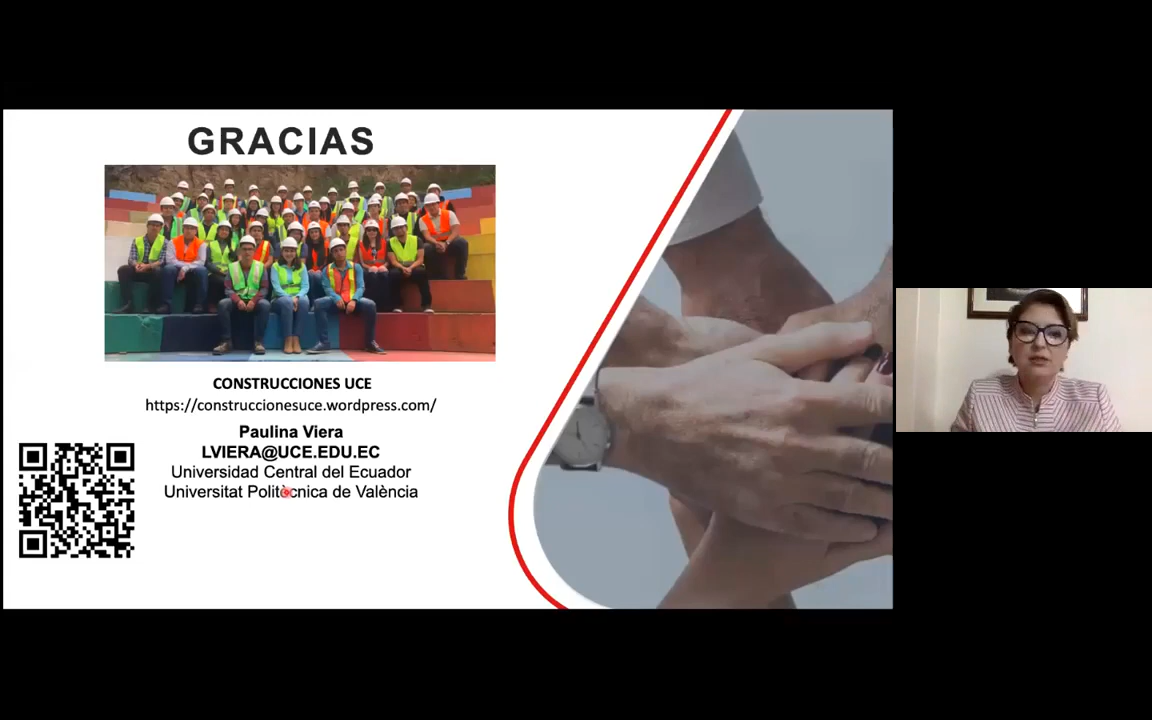 GRACIAS
CONSTRUCCIONES UCE
https://construccionesuce.wordpress.com/
Paulina Viera
LVIERA@UCE.EDU.EC
Universidad Central del Ecuador
Universitat Politècnica de València